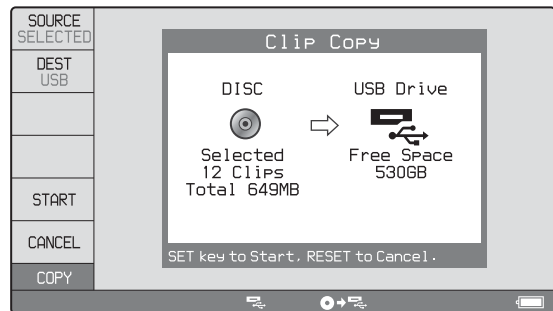 SOURCE
SELECTED
DEST
USB
START
CANCEL
COPY
Clip Copy
DISC
Selected
12 Clips
Total 649MB
USB Drive
Free Space
530GB
SET key to Start, RESET to Cancel.